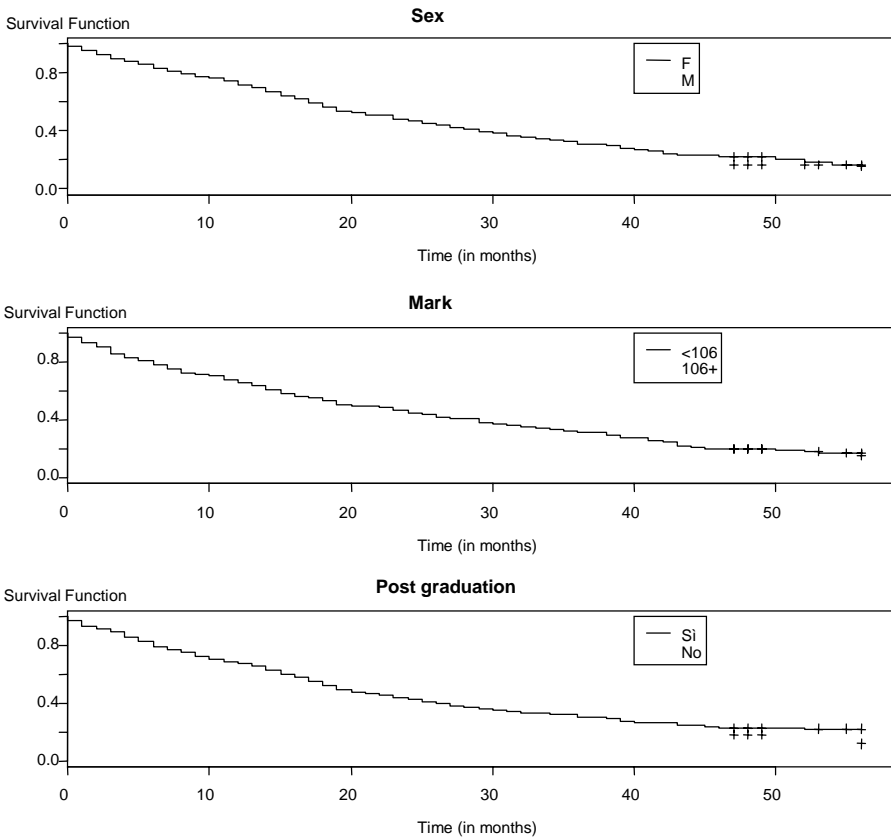 Sex
Survival Function
F
M
0.8
0.4
0.0
0 10 20 30 40 50
Time (in months)
Mark
Survival Function
<106
106+
0.8
0.4
0.0
0 10 20 30 40 50
Time (in months)
Post graduation
Survival Function
Sì
No
0.8
0.4
0.0
0 10 20 30 40 50
Time (in months)